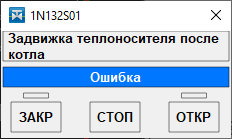 1N132S01
Задвижка теплоносителя после
котла
Ошибка
ЗАКР СТОП ОТКР